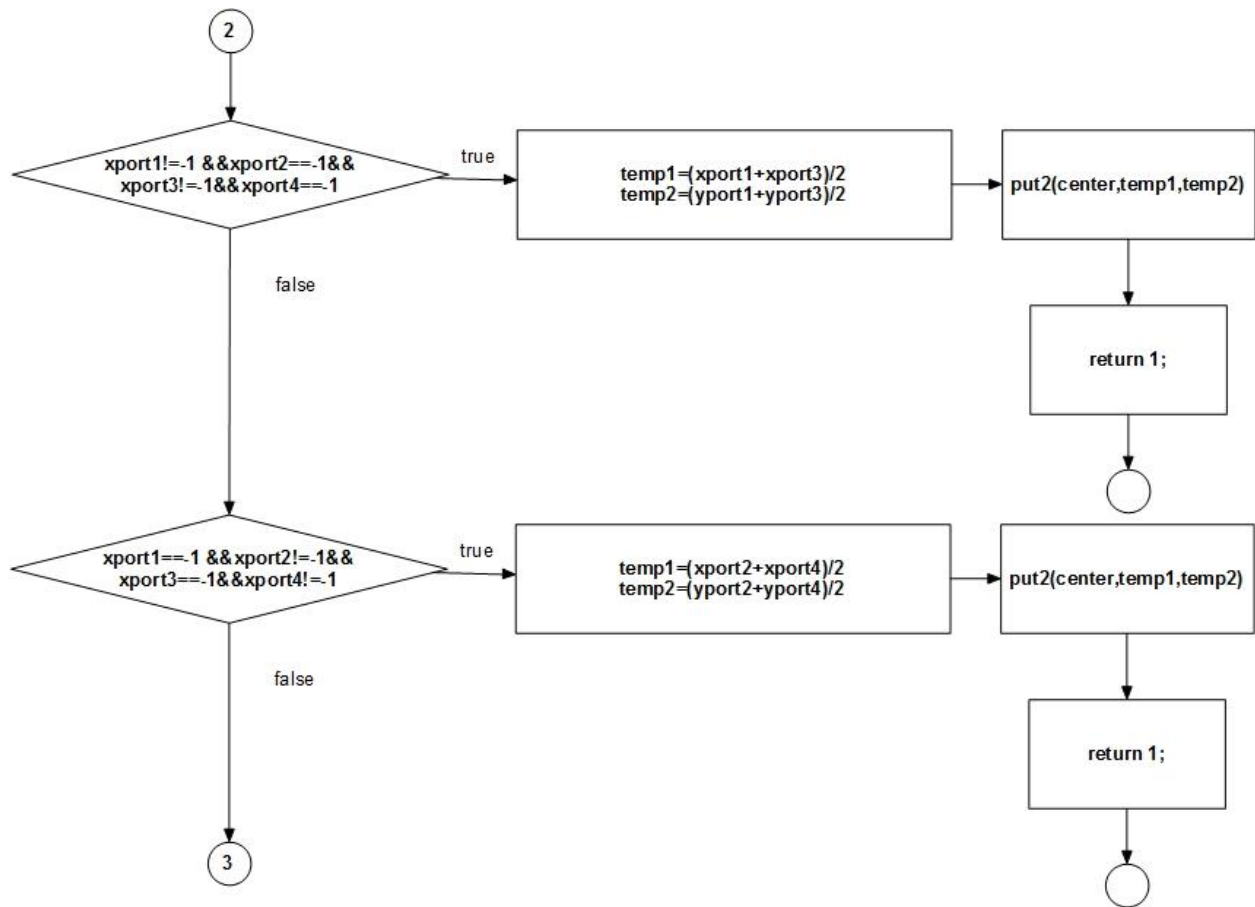 2
xport1!=-1 &&xport2==-1&&
xport3!=-1&&xport4==-1
true
temp1=(xport1+xport3)/2
temp2=(yport1+yport3)/2
put2(center,temp1,temp2)
false
return 1;
xport1==-1 &&xport2!=-1&&
xport3==-1&&xport4!=-1
true
temp1=(xport2+xport4)/2
temp2=(yport2+yport4)/2
put2(center,temp1,temp2)
false
return 1;
3